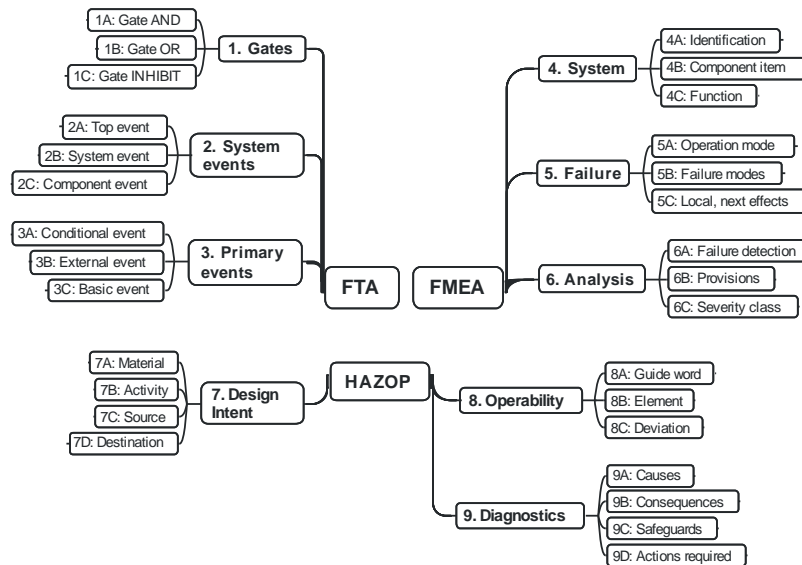 1A: Gate AND
1B: Gate OR
1C: Gate INHIBIT
1. Gates
2A: Top event
2B: System event
2C: Component event
2. System
events
3A: Conditional event
3B: External event
3C: Basic event
3. Primary
events
FTA
FMEA
4. System
4A: Identification
4B: Component item
4C: Function
5. Failure
5A: Operation mode
5B: Failure modes
5C: Local, next effects
6. Analysis
6A: Failure detection
6B: Provisions
6C: Severity class
HAZOP
7A: Material
7B: Activity
7C: Source
7D: Destination
7. Design
Intent
8. Operability
8A: Guide word
8B: Element
8C: Deviation
9. Diagnostics
9A: Causes
9B: Consequences
9C: Safeguards
9D: Actions required